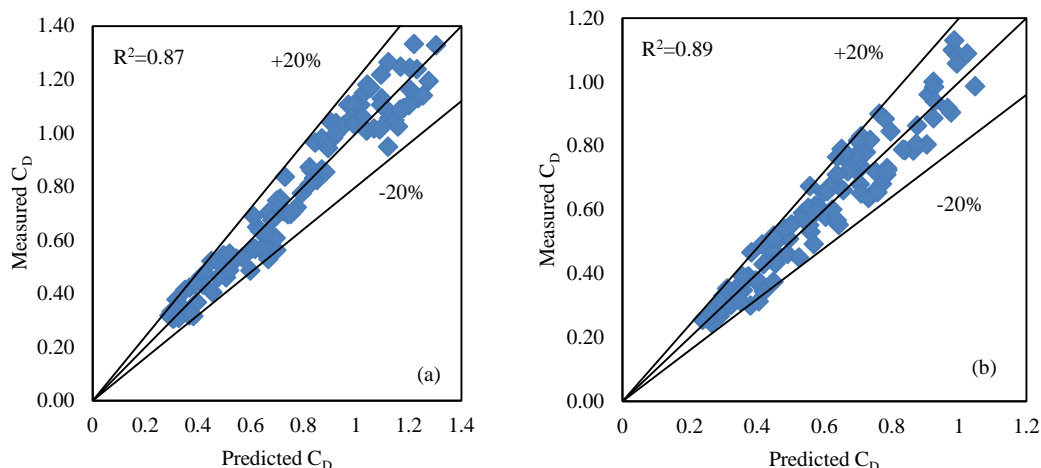 1.40
1.20
1.00
0.80
0.60
0.40
0.20
0.00
Measured C_D
R²=0.87
+20%
-20%
(a)
0 0.2 0.4 0.6 0.8 1 1.2 1.4
Predicted C_D
1.20
1.00
0.80
0.60
0.40
0.20
0.00
Measured C_D
R²=0.89
+20%
-20%
(b)
0 0.2 0.4 0.6 0.8 1 1.2
Predicted C_D